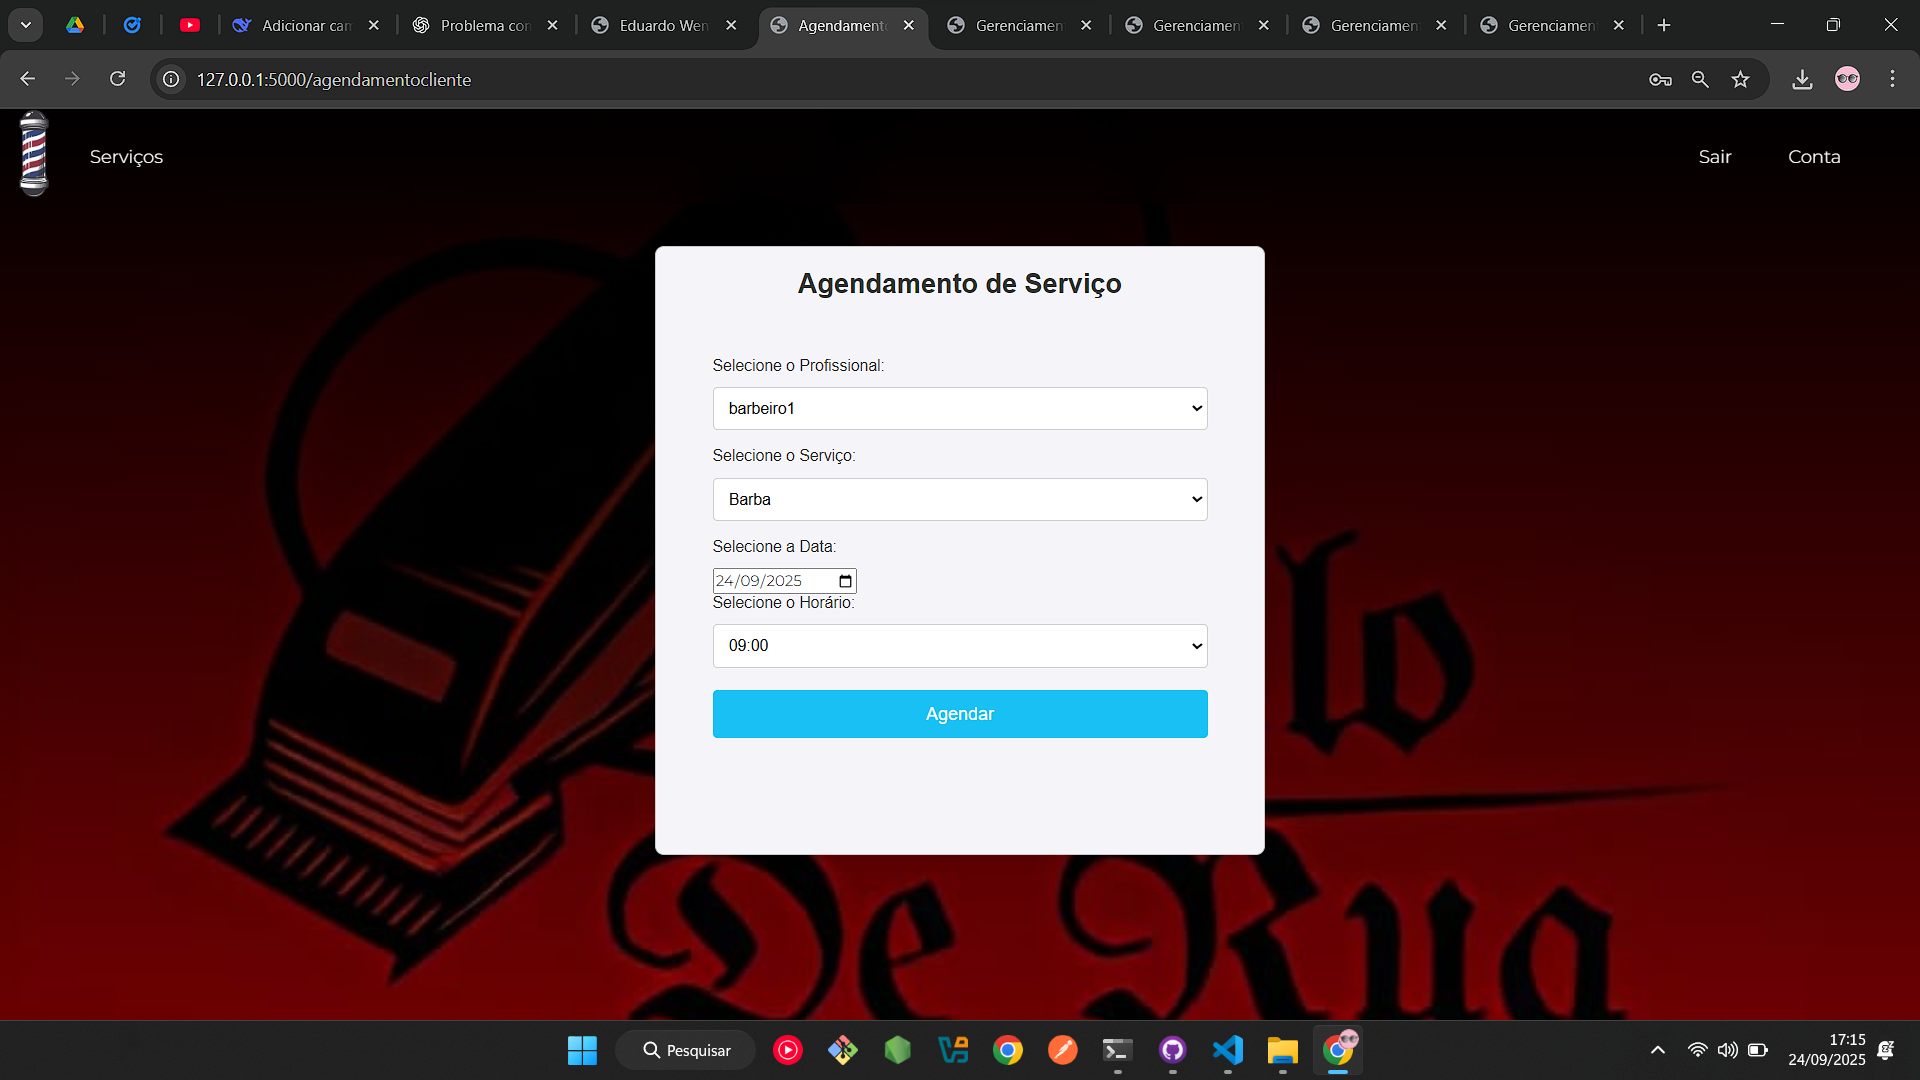 Adicionar can
Problema con
Eduardo Wen
Agendamento
Gerenciamen
Gerenciamen
Gerenciamen
Gerenciamen
127.0.0.1:5000/agendamentocliente
Serviços
Sair
Conta
Agendamento de Serviço
Selecione o Profissional:
barbeiro1
Selecione o Serviço:
Barba
Selecione a Data:
24/09/2025
Selecione o Horário:
09:00
Agendar
lo
De Rua
Pesquisar
17:15
24/09/2025